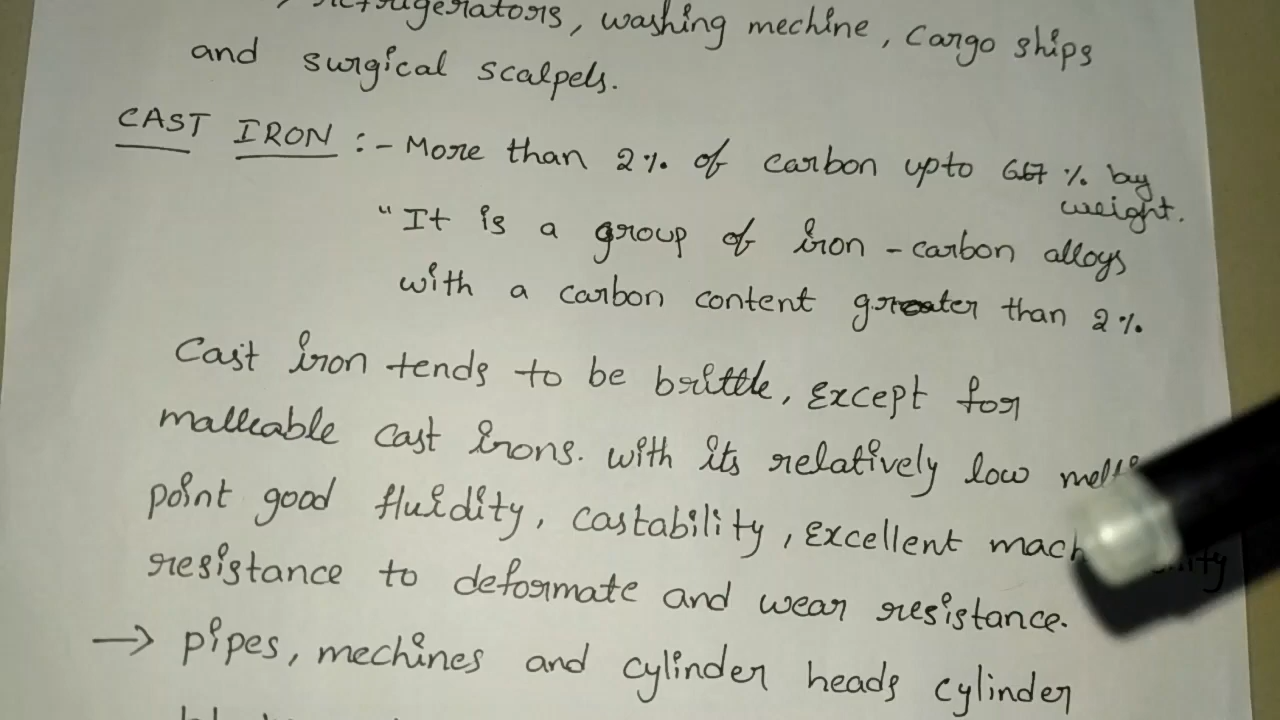 refrigerators, washing mechine, cargo ships
and surgical scalpels.
CAST IRON :- More than 2% of carbon upto 6.67 % by
weight.
"It is a group of iron - carbon alloys
with a carbon content greater than 2%
Cast iron tends to be brittle, except for
malleable cast irons. with its relatively low
point good fluidity, castability, excellent
resistance to deformate and wear resistance.
→ pipes, mechines and cylinder heads cylinder